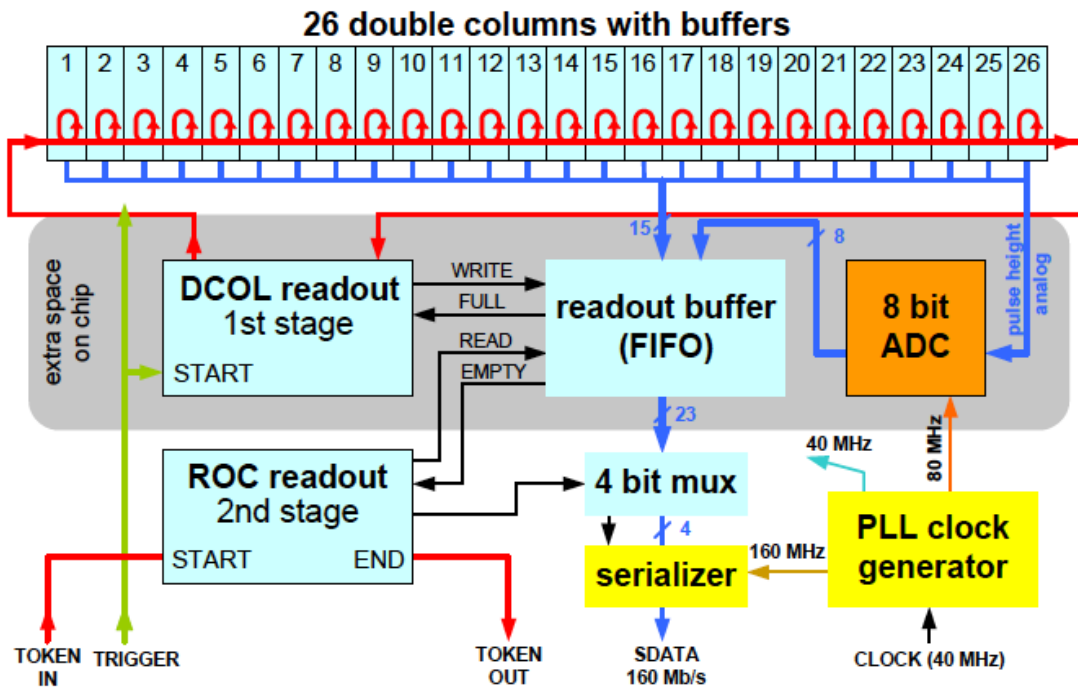 26 double columns with buffers
1 2 3 4 5 6 7 8 9 10 11 12 13 14 15 16 17 18 19 20 21 22 23 24 25 26
15
8
pulse height
analog
extra space
on chip
DCOL readout
1st stage
START
WRITE
FULL
READ
EMPTY
readout buffer
(FIFO)
8 bit
ADC
23
40 MHz
80 MHz
ROC readout
2nd stage
START END
4 bit mux
4
serializer
160 MHz
PLL clock
generator
TOKEN
IN
TRIGGER
TOKEN
OUT
SDATA
160 Mb/s
CLOCK (40 MHz)